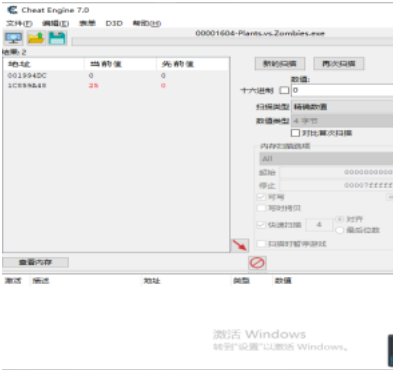 Cheat Engine 7.0
文件(F) 编辑(E) 表单 D3D 帮助(H)
00001604-Plants.vs.Zombies.exe
结果: 2
地址 当前值 先前值
001994DC 0 0
25 0
新的扫描 再次扫描
数值:
十六进制 0
扫描类型 精确数值
数值类型 4 字节
对比首次扫描
内存扫描选项
All
起始
停止
可写
写时拷贝
快速扫描 4 对齐
最后位数
扫描时暂停游戏
查看内存
激活 描述 地址 类型 数值
激活 Windows
转到"设置"以激活 Windows。